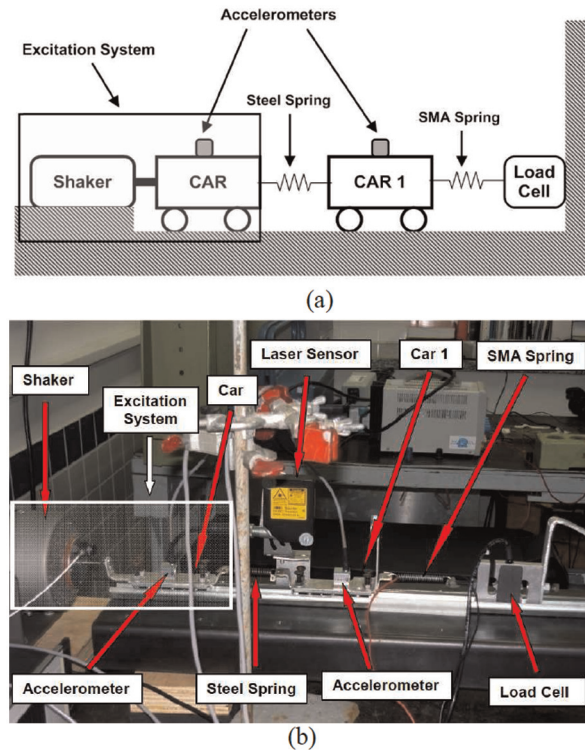 Accelerometers
Excitation System
Steel Spring
SMA Spring
Shaker
CAR
CAR 1
Load
Cell
(a)
Laser Sensor
Car 1
SMA Spring
Shaker
Car
Excitation
System
Accelerometer
Steel Spring
Accelerometer
Load Cell
(b)